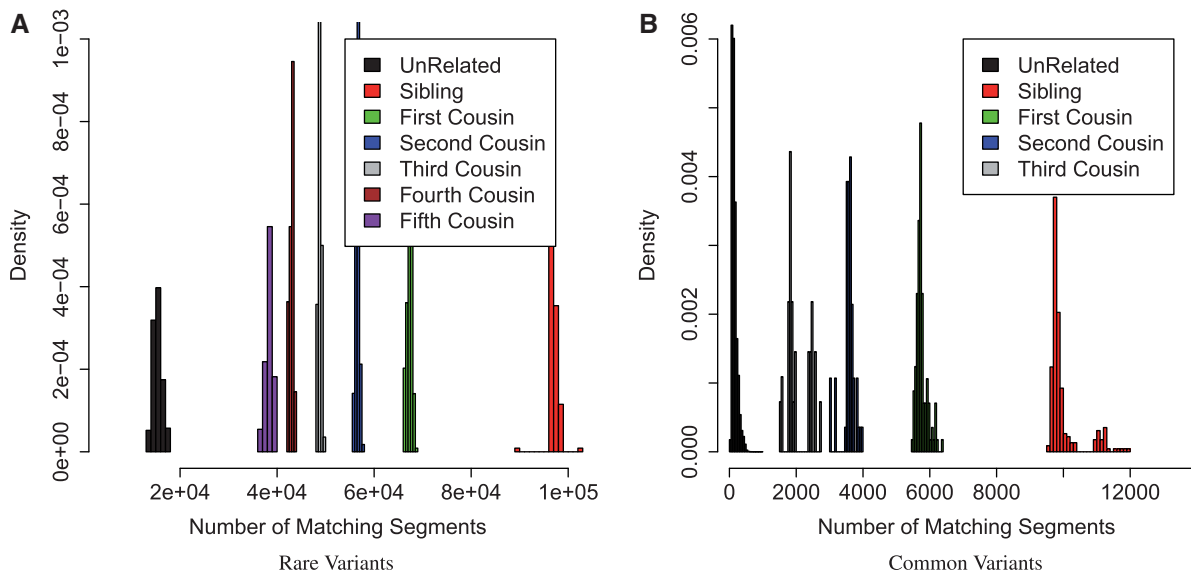 A
Density
1e−03
8e−04
6e−04
4e−04
2e−04
0e+00
UnRelated
Sibling
First Cousin
Second Cousin
Third Cousin
Fourth Cousin
Fifth Cousin
2e+04 4e+04 6e+04 8e+04 1e+05
Number of Matching Segments
Rare Variants
B
Density
0.006
0.004
0.002
0.000
UnRelated
Sibling
First Cousin
Second Cousin
Third Cousin
0 2000 4000 6000 8000 12000
Number of Matching Segments
Common Variants